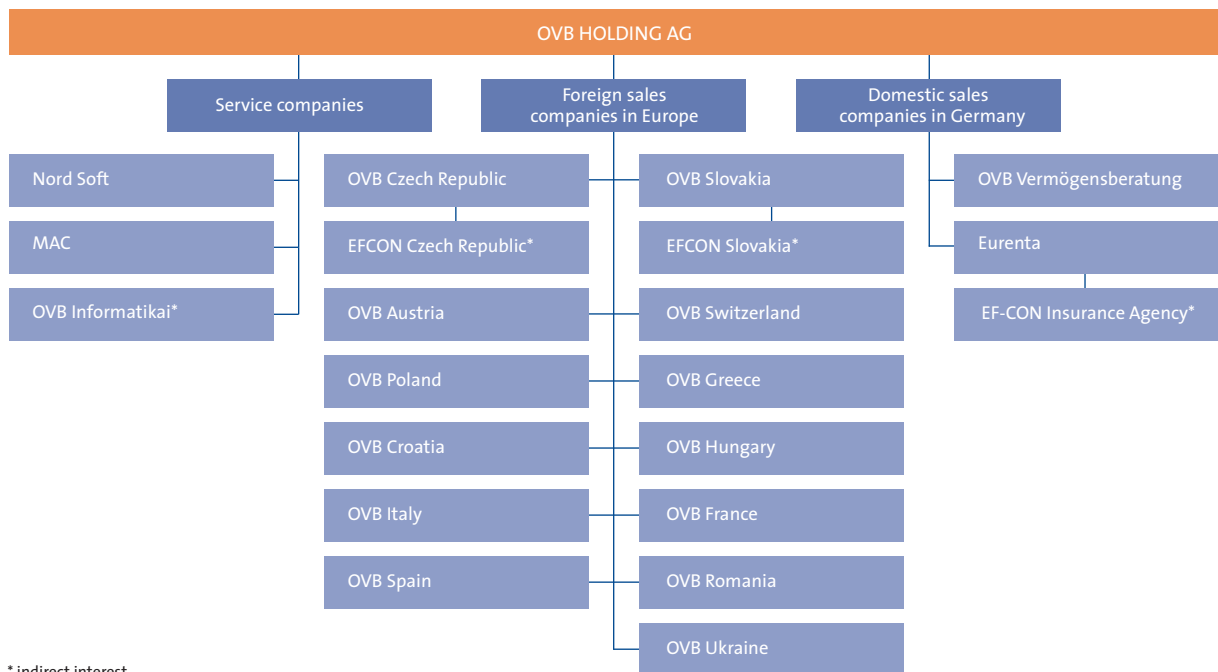 OVB HOLDING AG
Service companies
Foreign sales
companies in Europe
Domestic sales
companies in Germany
Nord Soft
OVB Czech Republic
OVB Slovakia
OVB Vermögensberatung
MAC
EFCON Czech Republic*
EFCON Slovakia*
Eurenta
OVB Informatikai*
OVB Austria
OVB Switzerland
EF-CON Insurance Agency*
OVB Poland
OVB Greece
OVB Croatia
OVB Hungary
OVB Italy
OVB France
OVB Spain
OVB Romania
OVB Ukraine
* indirect interest